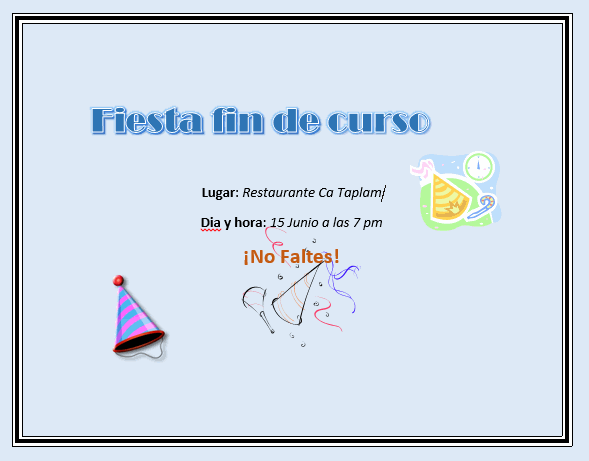 Fiesta fin de curso
Lugar: Restaurante Ca Taplam
Dia y hora: 15 Junio a las 7 pm
¡No Faltes!